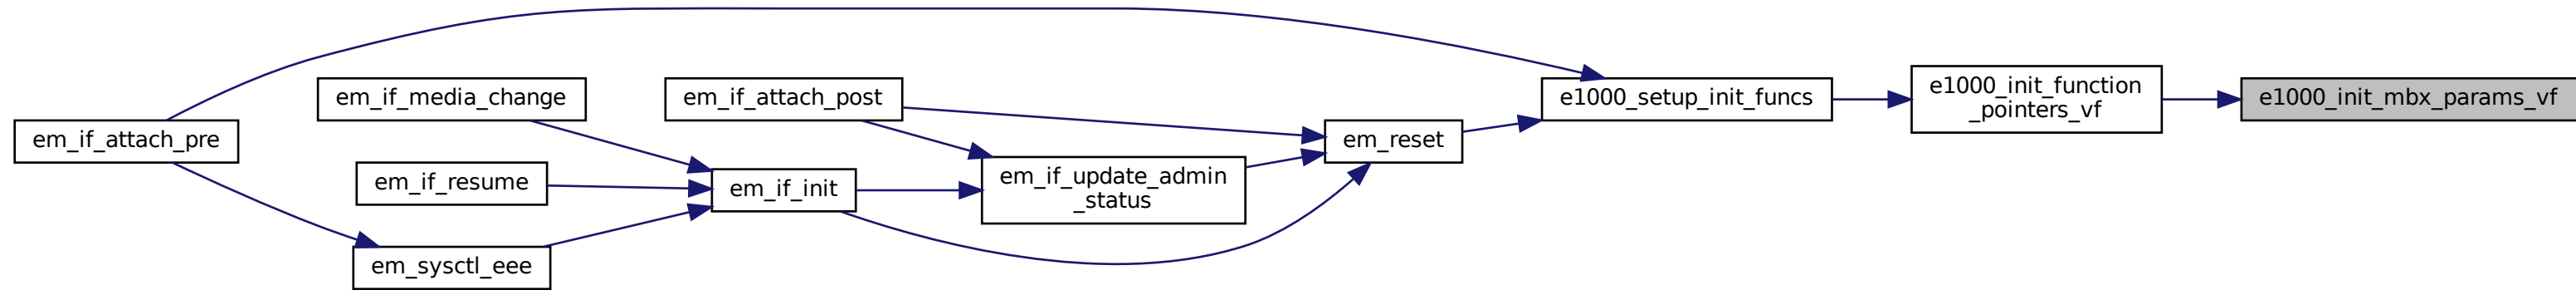 em_if_attach_pre
em_if_media_change
em_if_resume
em_sysctl_eee
em_if_attach_post
em_if_init
em_if_update_admin
_status
em_reset
e1000_setup_init_funcs
e1000_init_function
_pointers_vf
e1000_init_mbx_params_vf